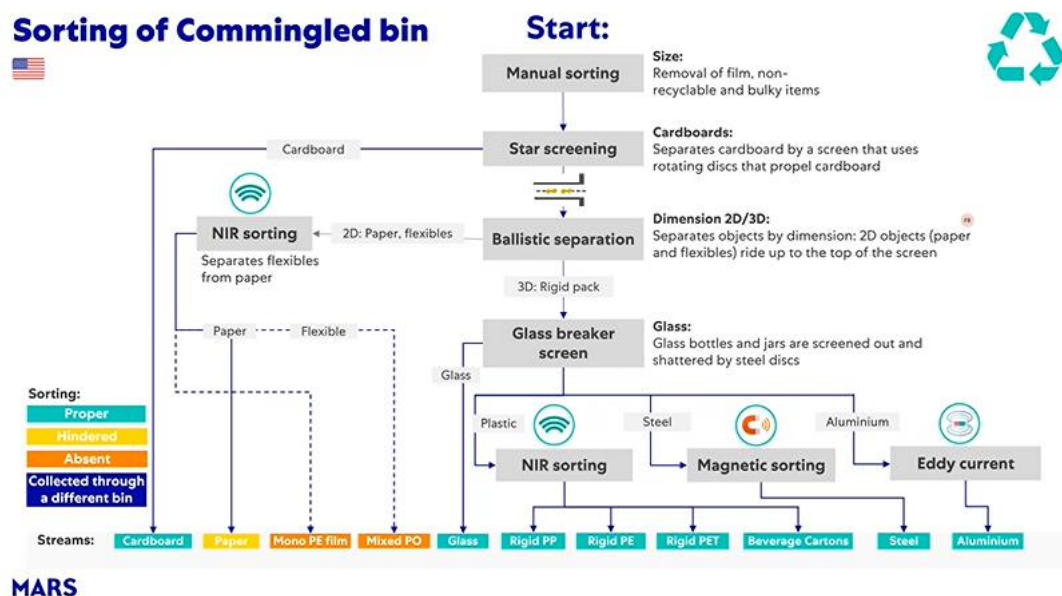 Sorting of Commingled bin
Start:
Manual sorting
Size:
Removal of film, non-
recyclable and bulky items
Cardboard
Star screening
Cardboards:
Separates cardboard by a screen that uses
rotating discs that propel cardboard
NIR sorting
Separates flexibles
from paper
2D: Paper, flexibles
Ballistic separation
Dimension 2D/3D:
Separates objects by dimension: 2D objects (paper
and flexibles) ride up to the top of the screen
3D: Rigid pack
Paper
Flexible
Glass breaker
screen
Glass:
Glass bottles and jars are screened out and
shattered by steel discs
Glass
Plastic
Steel
Aluminium
NIR sorting
Magnetic sorting
Eddy current
Sorting:
Proper
Hindered
Absent
Collected through
a different bin
Streams:
Cardboard
Paper
Mono PE film
Mixed PO
Glass
Rigid PP
Rigid PE
Rigid PET
Beverage Cartons
Steel
Aluminium
MARS